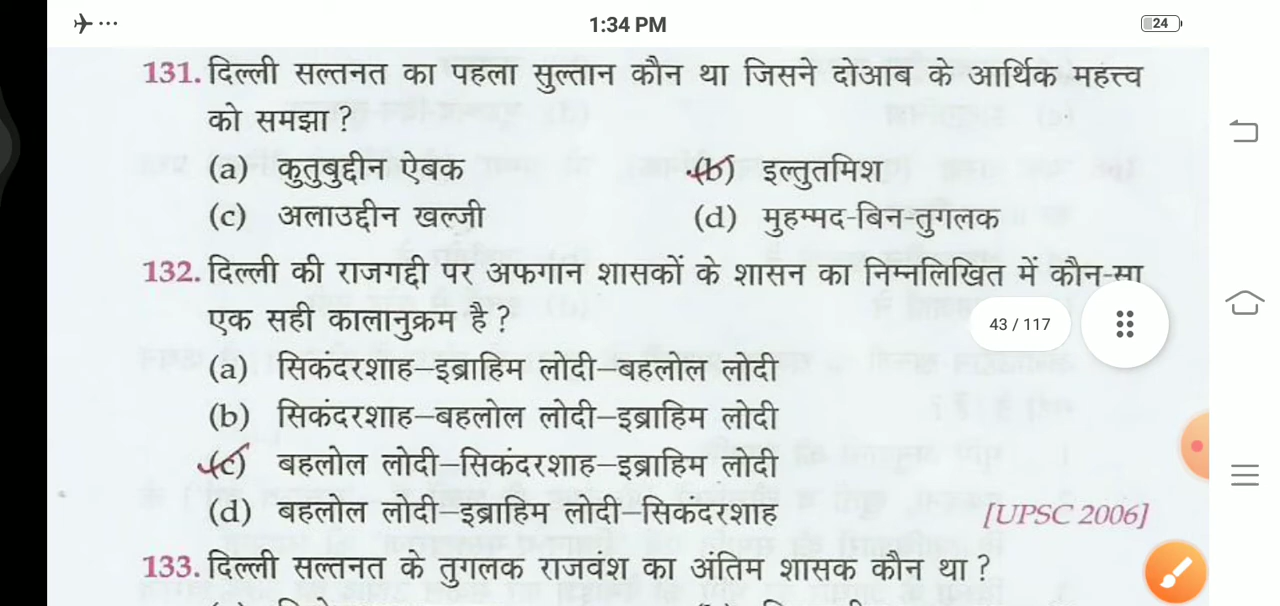 1:34 PM
24
131. दिल्ली सल्तनत का पहला सुल्तान कौन था जिसने दोआब के आर्थिक महत्त्व
को समझा?
(a) कुतुबुद्दीन ऐबक (b) इल्तुतमिश
(c) अलाउद्दीन खल्जी (d) मुहम्मद-बिन-तुगलक
132. दिल्ली की राजगद्दी पर अफगान शासकों के शासन का निम्नलिखित में कौन-सा
एक सही कालानुक्रम है?
43 / 117
(a) सिकंदरशाह–इब्राहिम लोदी–बहलोल लोदी
(b) सिकंदरशाह–बहलोल लोदी–इब्राहिम लोदी
(c) बहलोल लोदी–सिकंदरशाह–इब्राहिम लोदी
(d) बहलोल लोदी–इब्राहिम लोदी–सिकंदरशाह [UPSC 2006]
133. दिल्ली सल्तनत के तुगलक राजवंश का अंतिम शासक कौन था?